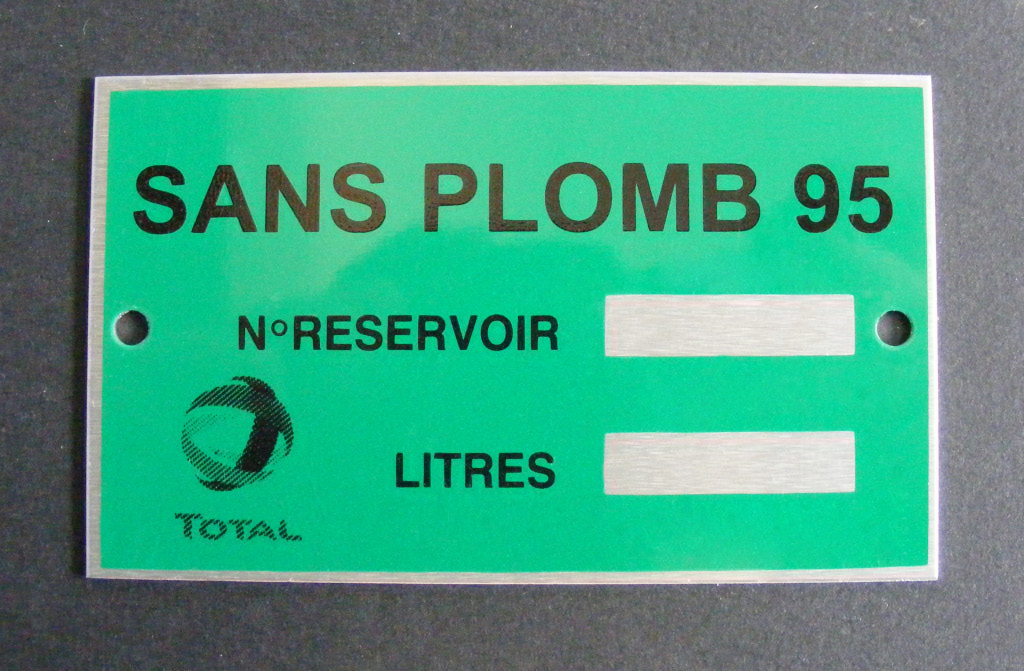 SANS PLOMB 95
N° RESERVOIR
LITRES
TOTAL